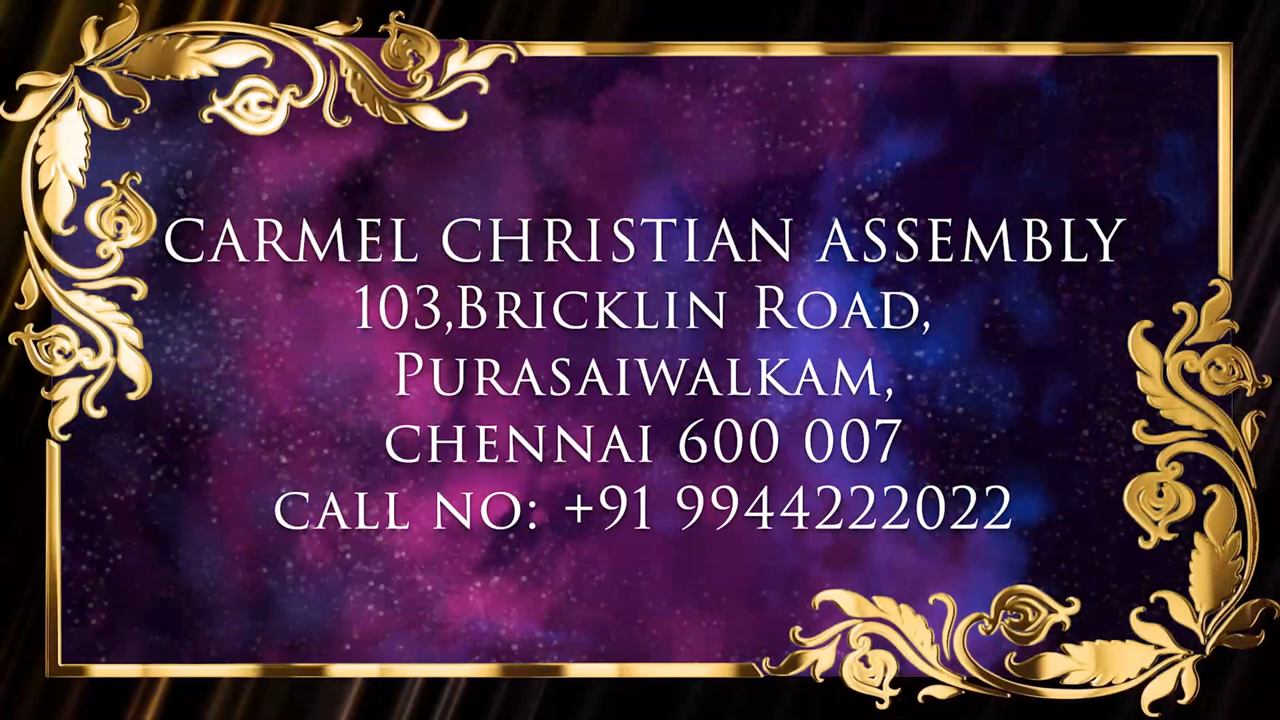 CARMEL CHRISTIAN ASSEMBLY
103,Bricklin Road,
Purasaiwalkam,
chennai 600 007
call no: +91 9944222022